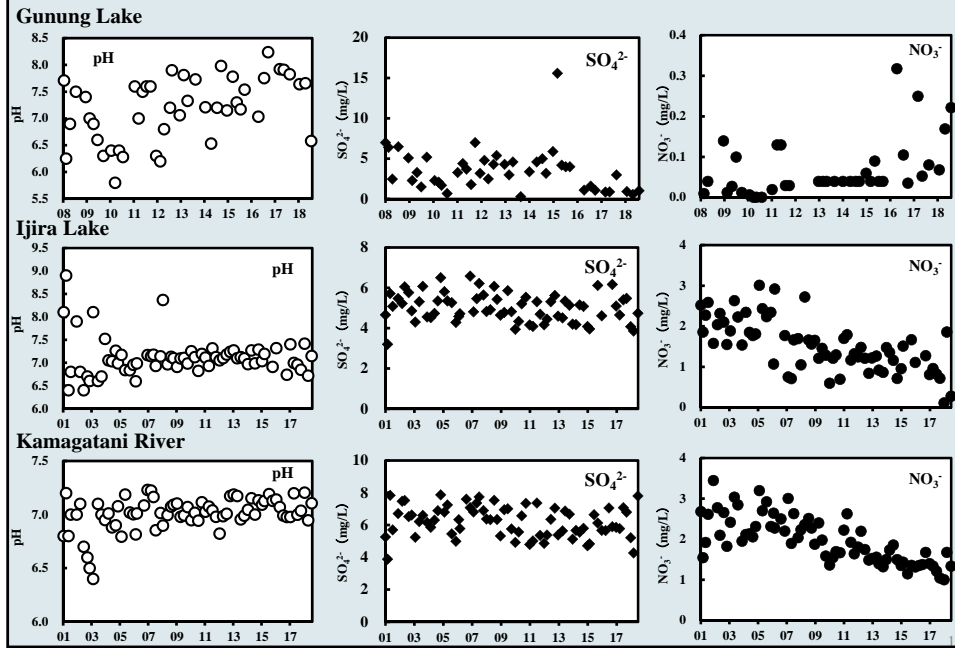 Gunung Lake
pH
8.5
8.0
7.5
7.0
6.5
6.0
5.5
pH
08 09 10 11 12 13 14 15 16 17 18
SO₄²⁻
20
15
10
5
0
SO₄²⁻ (mg/L)
08 09 10 11 12 13 14 15 16 17 18
NO₃⁻
0.4
0.3
0.2
0.1
0.0
NO₃⁻ (mg/L)
08 09 10 11 12 13 14 15 16 17 18
Ijira Lake
pH
9.5
9.0
8.5
8.0
7.5
7.0
6.5
6.0
pH
01 03 05 07 09 11 13 15 17
SO₄²⁻
8
6
4
2
0
SO₄²⁻ (mg/L)
01 03 05 07 09 11 13 15 17
NO₃⁻
4
3
2
1
0
NO₃⁻ (mg/L)
01 03 05 07 09 11 13 15 17
Kamagatani River
pH
7.5
7.0
6.5
6.0
pH
01 03 05 07 09 11 13 15 17
SO₄²⁻
10
8
6
4
2
0
SO₄²⁻ (mg/L)
01 03 05 07 09 11 13 15 17
NO₃⁻
4
3
2
1
0
NO₃⁻ (mg/L)
01 03 05 07 09 11 13 15 17